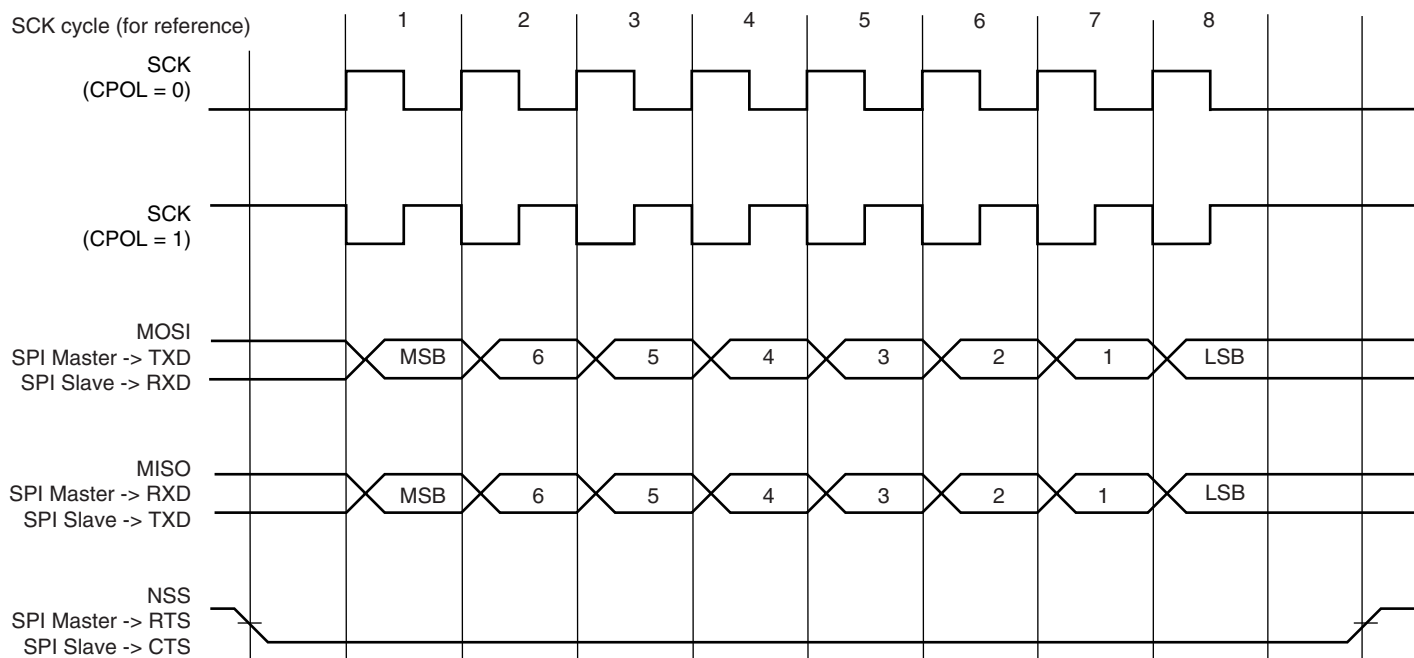 SCK cycle (for reference)
1 2 3 4 5 6 7 8
SCK
(CPOL = 0)
SCK
(CPOL = 1)
MOSI
SPI Master -> TXD
SPI Slave -> RXD
MSB 6 5 4 3 2 1 LSB
MISO
SPI Master -> RXD
SPI Slave -> TXD
MSB 6 5 4 3 2 1 LSB
NSS
SPI Master -> RTS
SPI Slave -> CTS